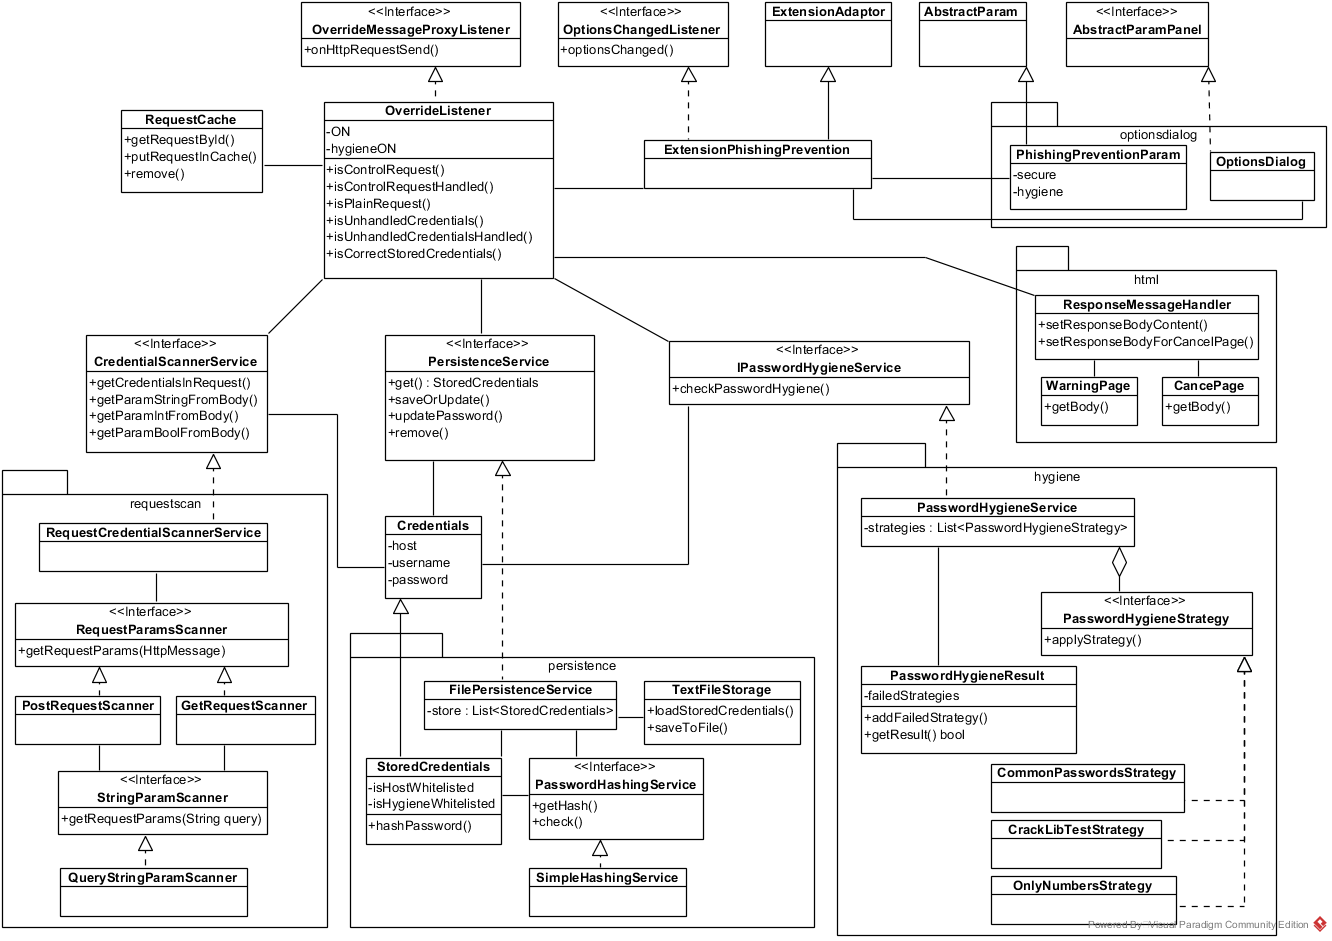 <<Interface>>
OverrideMessageProxyListener
+onHttpRequestSend()
<<Interface>>
OptionsChangedListener
+optionsChanged()
ExtensionAdaptor
AbstractParam
<<Interface>>
AbstractParamPanel
RequestCache
+getRequestById()
+putRequestInCache()
+remove()
OverrideListener
-ON
-hygieneON
+isControlRequest()
+isControlRequestHandled()
+isPlainRequest()
+isUnhandledCredentials()
+isUnhandledCredentialsHandled()
+isCorrectStoredCredentials()
ExtensionPhishingPrevention
optionsdialog
PhishingPreventionParam
-secure
-hygiene
OptionsDialog
html
ResponseMessageHandler
+setResponseBodyContent()
+setResponseBodyForCancelPage()
WarningPage
+getBody()
CancePage
+getBody()
<<Interface>>
CredentialScannerService
+getCredentialsInRequest()
+getParamStringFromBody()
+getParamIntFromBody()
+getParamBoolFromBody()
<<Interface>>
PersistenceService
+get() : StoredCredentials
+saveOrUpdate()
+updatePassword()
+remove()
<<Interface>>
IPasswordHygieneService
+checkPasswordHygiene()
requestscan
RequestCredentialScannerService
<<Interface>>
RequestParamsScanner
+getRequestParams(HttpMessage)
PostRequestScanner
GetRequestScanner
<<Interface>>
StringParamScanner
+getRequestParams(String query)
QueryStringParamScanner
Credentials
-host
-username
-password
persistence
FilePersistenceService
-store : List<StoredCredentials>
TextFileStorage
+loadStoredCredentials()
+saveToFile()
StoredCredentials
-isHostWhitelisted
-isHygieneWhitelisted
+hashPassword()
<<Interface>>
PasswordHashingService
+getHash()
+check()
SimpleHashingService
hygiene
PasswordHygieneService
-strategies : List<PasswordHygieneStrategy>
<<Interface>>
PasswordHygieneStrategy
+applyStrategy()
PasswordHygieneResult
-failedStrategies
+addFailedStrategy()
+getResult() bool
CommonPasswordsStrategy
CrackLibTestStrategy
OnlyNumbersStrategy
Powered By Visual Paradigm Community Edition